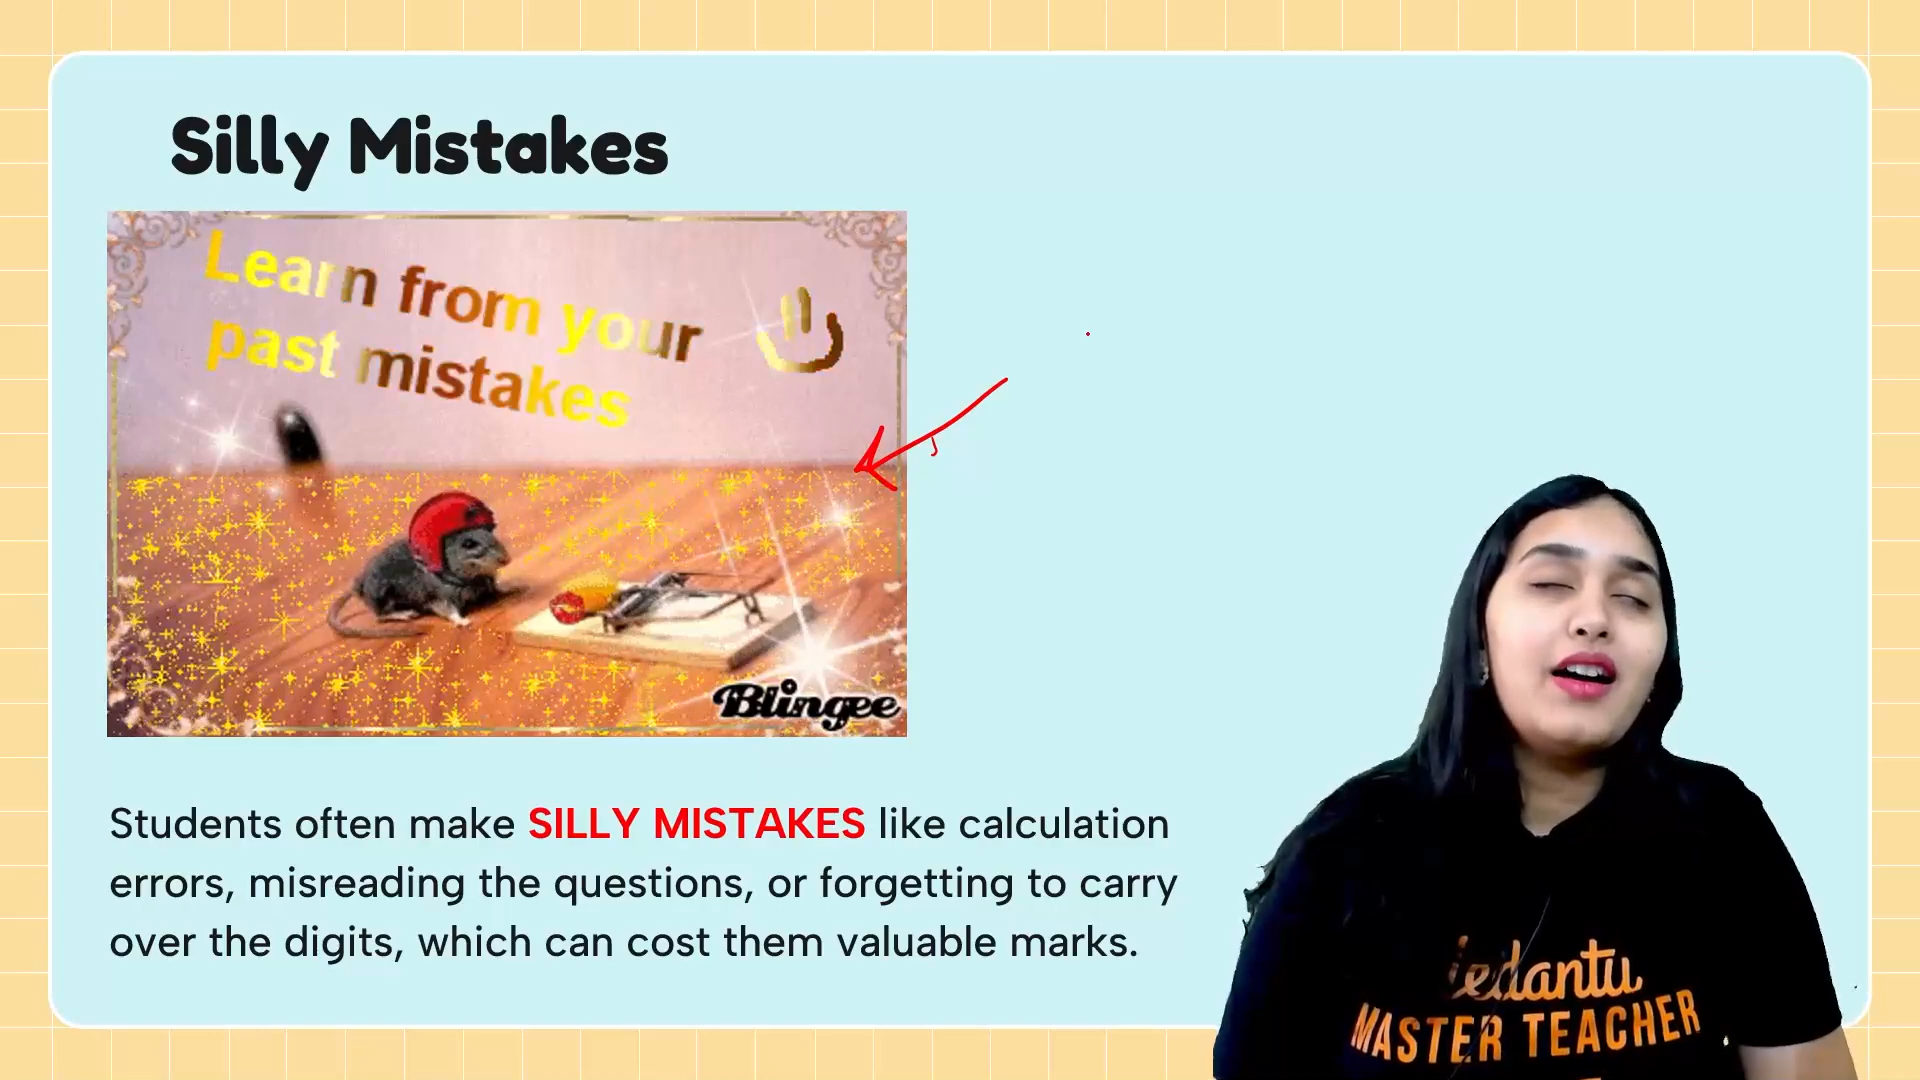 Silly Mistakes
Learn from your
past mistakes
Blingee
Students often make SILLY MISTAKES like calculation
errors, misreading the questions, or forgetting to carry
over the digits, which can cost them valuable marks.
MASTER TEACHER